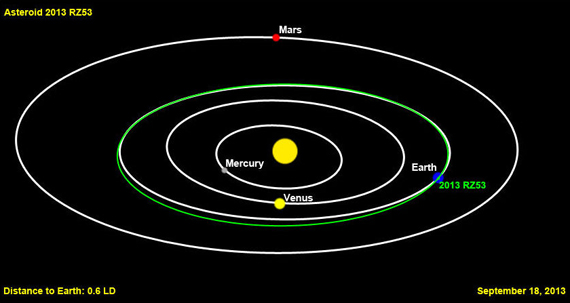 Asteroid 2013 RZ53
Mars
Mercury
Earth
2013 RZ53
Venus
Distance to Earth: 0.6 LD
September 18, 2013